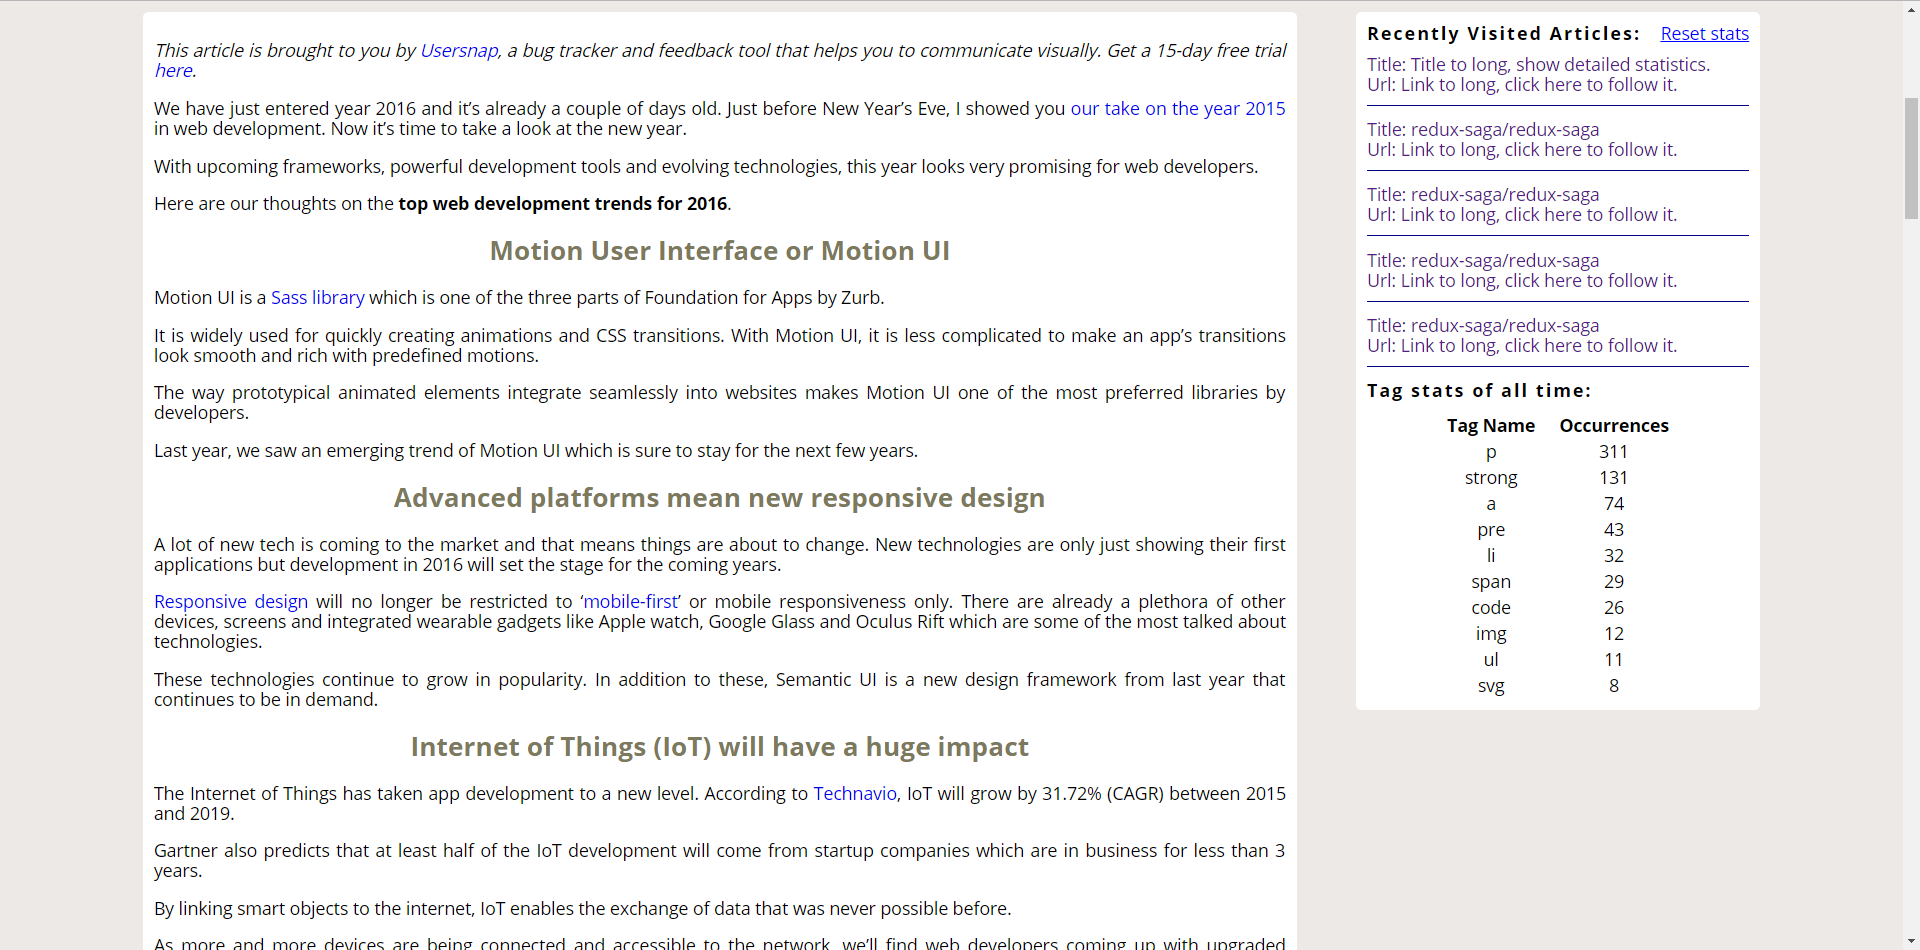 This article is brought to you by Usersnap, a bug tracker and feedback tool that helps you to communicate visually. Get a 15-day free trial
here.
We have just entered year 2016 and it’s already a couple of days old. Just before New Year’s Eve, I showed you our take on the year 2015
in web development. Now it’s time to take a look at the new year.
With upcoming frameworks, powerful development tools and evolving technologies, this year looks very promising for web developers.
Here are our thoughts on the top web development trends for 2016.
Motion User Interface or Motion UI
Motion UI is a Sass library which is one of the three parts of Foundation for Apps by Zurb.
It is widely used for quickly creating animations and CSS transitions. With Motion UI, it is less complicated to make an app’s transitions
look smooth and rich with predefined motions.
The way prototypical animated elements integrate seamlessly into websites makes Motion UI one of the most preferred libraries by
developers.
Last year, we saw an emerging trend of Motion UI which is sure to stay for the next few years.
Advanced platforms mean new responsive design
A lot of new tech is coming to the market and that means things are about to change. New technologies are only just showing their first
applications but development in 2016 will set the stage for the coming years.
Responsive design will no longer be restricted to ‘mobile-first’ or mobile responsiveness only. There are already a plethora of other
devices, screens and integrated wearable gadgets like Apple watch, Google Glass and Oculus Rift which are some of the most talked about
technologies.
These technologies continue to grow in popularity. In addition to these, Semantic UI is a new design framework from last year that
continues to be in demand.
Internet of Things (IoT) will have a huge impact
The Internet of Things has taken app development to a new level. According to Technavio, IoT will grow by 31.72% (CAGR) between 2015
and 2019.
Gartner also predicts that at least half of the IoT development will come from startup companies which are in business for less than 3
years.
By linking smart objects to the internet, IoT enables the exchange of data that was never possible before.
As more and more devices are being connected and accessible to the network, we’ll find web developers coming up with upgraded
Recently Visited Articles: Reset stats
Title: Title to long, show detailed statistics.
Url: Link to long, click here to follow it.
Title: redux-saga/redux-saga
Url: Link to long, click here to follow it.
Title: redux-saga/redux-saga
Url: Link to long, click here to follow it.
Title: redux-saga/redux-saga
Url: Link to long, click here to follow it.
Title: redux-saga/redux-saga
Url: Link to long, click here to follow it.
Tag stats of all time:
Tag Name Occurrences
p 311
strong 131
a 74
pre 43
li 32
span 29
code 26
img 12
ul 11
svg 8